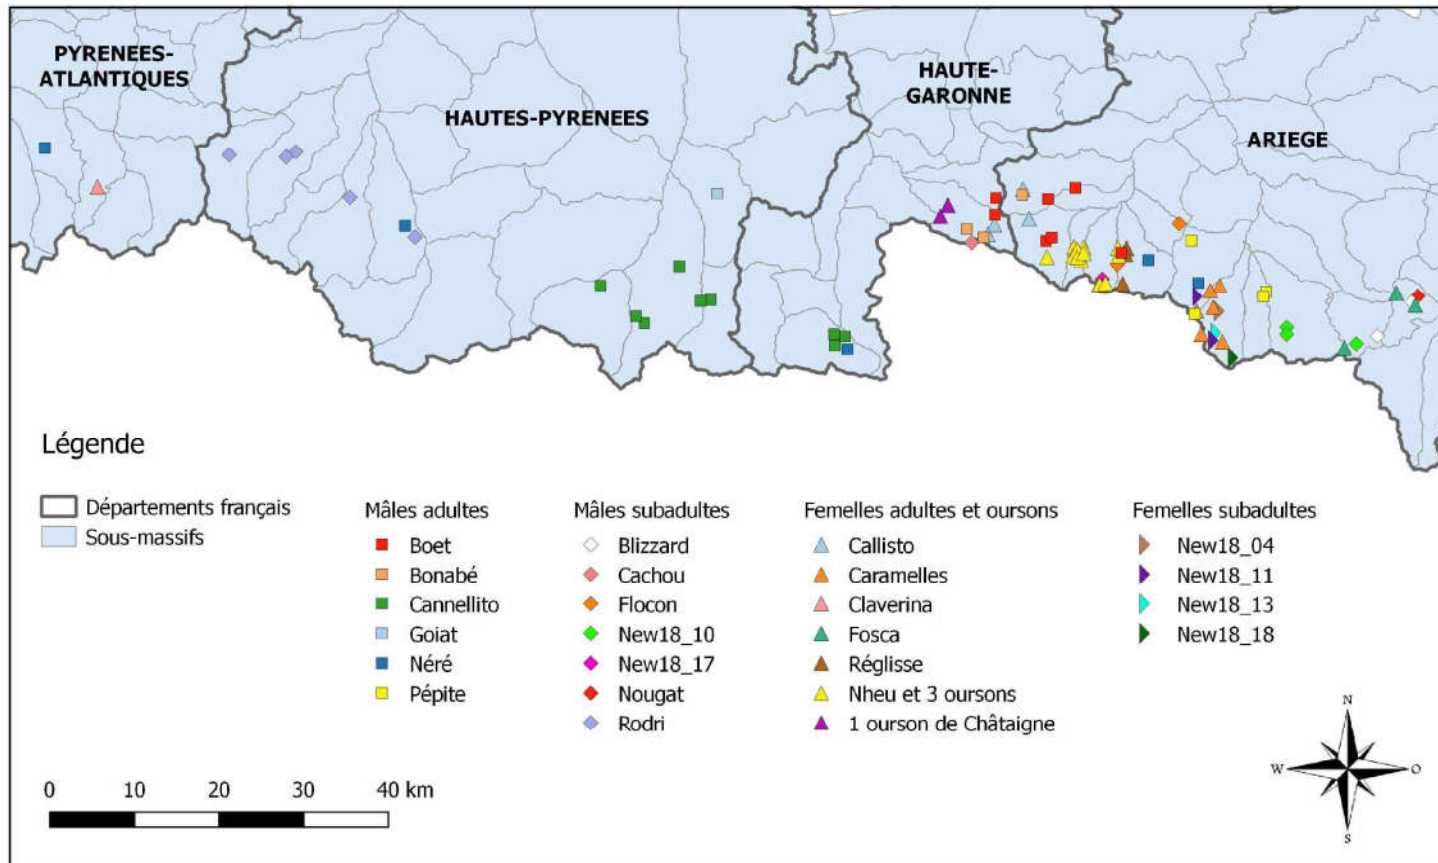 PYRENEES-
ATLANTIQUES
HAUTES-PYRENEES
HAUTE-
GARONNE
ARIEGE
Légende
Départements français
Sous-massifs
Mâles adultes
Boet
Bonabé
Cannellito
Goiat
Néré
Pépite
Mâles subadultes
Blizzard
Cachou
Flocon
New18_10
New18_17
Nougat
Rodri
Femelles adultes et oursons
Callisto
Caramelles
Claverina
Fosca
Réglisse
Nheu et 3 oursons
1 ourson de Châtaigne
Femelles subadultes
New18_04
New18_11
New18_13
New18_18
0 10 20 30 40 km
N
W O
S